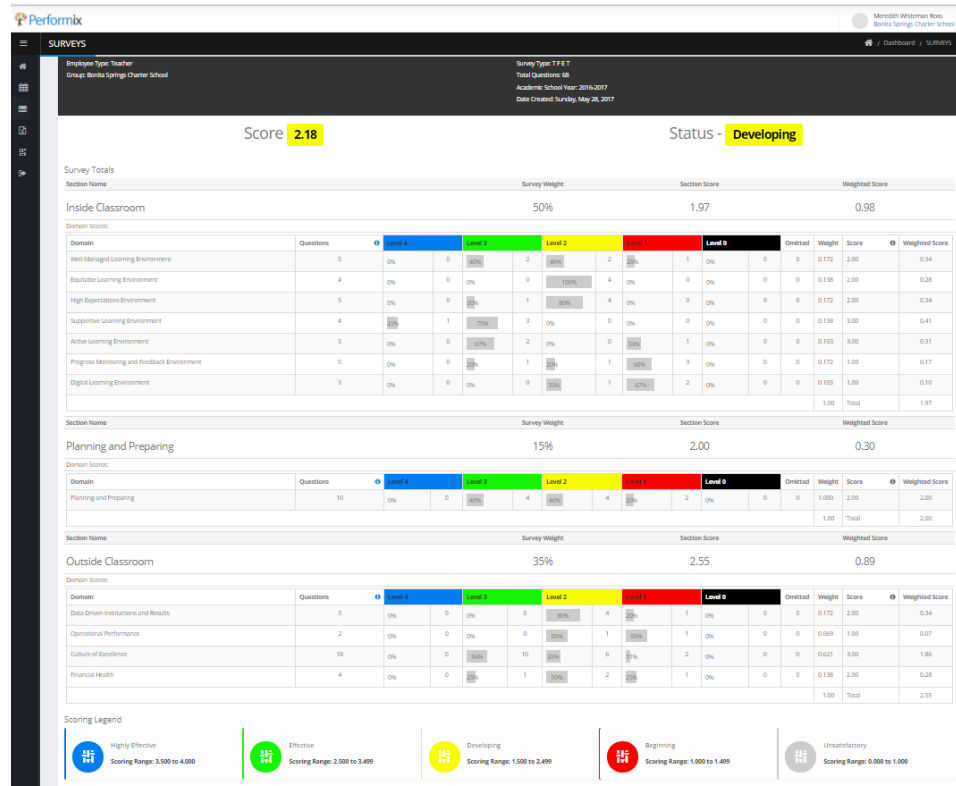 Performix
Meredith Whiteman Ross
Bonita Springs Charter School
SURVEYS
/ Dashboard / SURVEYS
Employee Type: Teacher
Group: Bonita Springs Charter School
Survey Type: T F E T
Total Questions: 68
Academic School Year: 2016-2017
Date Created: Sunday, May 28, 2017
Score 2.18
Status - Developing
Survey Totals
Section Name Survey Weight Section Score Weighted Score
Inside Classroom 50% 1.97 0.98
Domain Scores:
Domain Questions Level 4 Level 3 Level 2 Level 1 Level 0 Omitted Weight Score Weighted Score
Well-Managed Learning Environment 5 0% 0 40% 2 40% 2 20% 1 0% 0 0 0.172 2.00 0.34
Equitable Learning Environment 4 0% 0 0% 0 100% 4 0% 0 0% 0 0 0.138 2.00 0.28
High Expectations Environment 5 0% 0 20% 1 80% 4 0% 0 0% 0 0 0.172 2.00 0.34
Supportive Learning Environment 4 25% 1 75% 3 0% 0 0% 0 0% 0 0 0.138 3.00 0.41
Active Learning Environment 3 0% 0 67% 2 0% 0 33% 1 0% 0 0 0.103 3.00 0.31
Progress Monitoring and Feedback Environment 5 0% 0 20% 1 20% 1 60% 3 0% 0 0 0.172 1.00 0.17
Digital Learning Environment 3 0% 0 0% 0 33% 1 67% 2 0% 0 0 0.103 1.00 0.10
1.00 Total 1.97
Section Name Survey Weight Section Score Weighted Score
Planning and Preparing 15% 2.00 0.30
Domain Scores:
Domain Questions Level 4 Level 3 Level 2 Level 1 Level 0 Omitted Weight Score Weighted Score
Planning and Preparing 10 0% 0 40% 4 40% 4 20% 2 0% 0 0 1.000 2.00 2.00
1.00 Total 2.00
Section Name Survey Weight Section Score Weighted Score
Outside Classroom 35% 2.55 0.89
Domain Scores:
Domain Questions Level 4 Level 3 Level 2 Level 1 Level 0 Omitted Weight Score Weighted Score
Data-Driven Instructions and Results 5 0% 0 0% 0 80% 4 20% 1 0% 0 0 0.172 2.00 0.34
Operational Performance 2 0% 0 0% 0 50% 1 50% 1 0% 0 0 0.069 1.00 0.07
Culture of Excellence 18 0% 0 56% 10 33% 6 11% 2 0% 0 0 0.621 3.00 1.86
Financial Health 4 0% 0 25% 1 50% 2 25% 1 0% 0 0 0.138 2.00 0.28
1.00 Total 2.55
Scoring Legend
Highly Effective
Scoring Range: 3.500 to 4.000
Effective
Scoring Range: 2.500 to 3.499
Developing
Scoring Range: 1.500 to 2.499
Beginning
Scoring Range: 1.000 to 1.499
Unsatisfactory
Scoring Range: 0.000 to 1.000